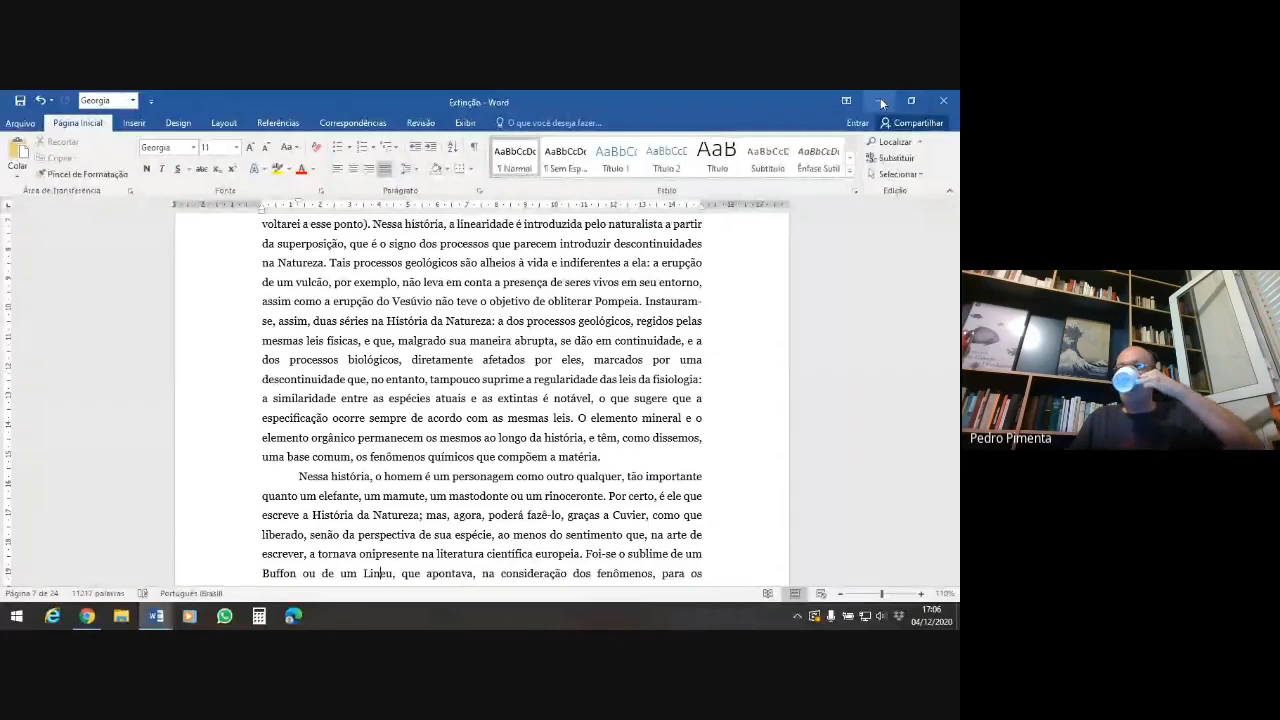 Georgia
Extinção - Word
Arquivo Página Inicial Inserir Design Layout Referências Correspondências Revisão Exibir O que você deseja fazer... Entrar Compartilhar
Colar
Recortar
Copiar
Pincel de Formatação
Georgia 11 Aa
N I S abc x₂ x²
AaBbCcDc AaBbCcDc AaBbCc AaBbCcD AaB AaBbCcD AaBbCcDc
¶ Normal ¶ Sem Esp... Título 1 Título 2 Título Subtítulo Ênfase Sutil
Localizar
Substituir
Selecionar
Área de Transferência Fonte Parágrafo Estilo Edição
voltarei a esse ponto). Nessa história, a linearidade é introduzida pelo naturalista a partir
da superposição, que é o signo dos processos que parecem introduzir descontinuidades
na Natureza. Tais processos geológicos são alheios à vida e indiferentes a ela: a erupção
de um vulcão, por exemplo, não leva em conta a presença de seres vivos em seu entorno,
assim como a erupção do Vesúvio não teve o objetivo de obliterar Pompeia. Instauram-
se, assim, duas séries na História da Natureza: a dos processos geológicos, regidos pelas
mesmas leis físicas, e que, malgrado sua maneira abrupta, se dão em continuidade, e a
dos processos biológicos, diretamente afetados por eles, marcados por uma
descontinuidade que, no entanto, tampouco suprime a regularidade das leis da fisiologia:
a similaridade entre as espécies atuais e as extintas é notável, o que sugere que a
especificação ocorre sempre de acordo com as mesmas leis. O elemento mineral e o
elemento orgânico permanecem os mesmos ao longo da história, e têm, como dissemos,
uma base comum, os fenômenos químicos que compõem a matéria.
Nessa história, o homem é um personagem como outro qualquer, tão importante
quanto um elefante, um mamute, um mastodonte ou um rinoceronte. Por certo, é ele que
escreve a História da Natureza; mas, agora, poderá fazê-lo, graças a Cuvier, como que
liberado, senão da perspectiva de sua espécie, ao menos do sentimento que, na arte de
escrever, a tornava onipresente na literatura científica europeia. Foi-se o sublime de um
Buffon ou de um Lineu, que apontava, na consideração dos fenômenos, para os
Página 7 de 24 11217 palavras Português (Brasil) 110%
17:06
04/12/2020
Pedro Pimenta